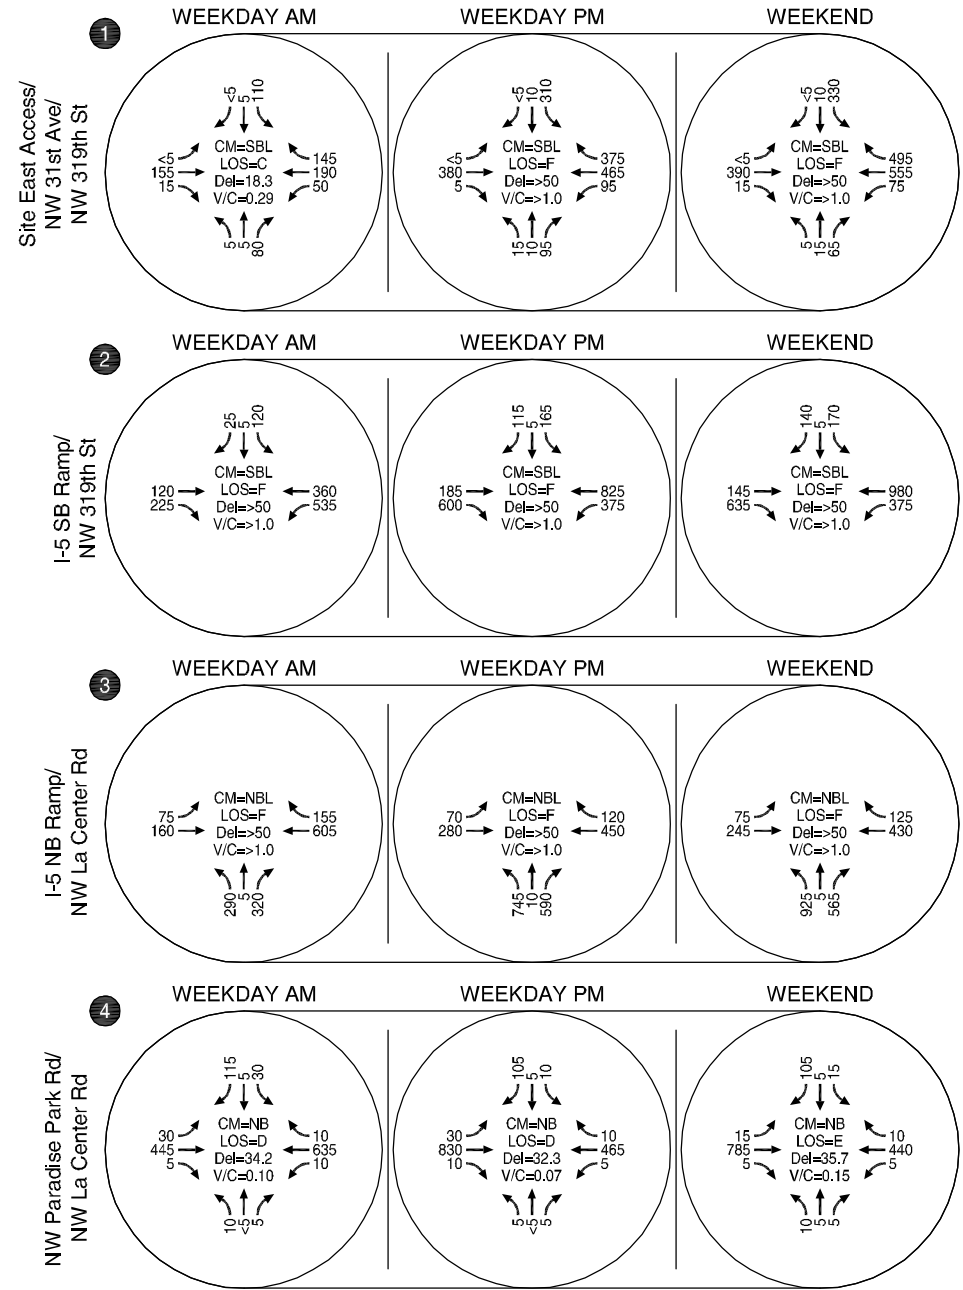 WEEKDAY AM
WEEKDAY PM
WEEKEND
1
Site East Access/
NW 31st Ave/
NW 319th St
<5
5
110
<5
155
15
CM=SBL
LOS=C
Del=18.3
V/C=0.29
145
190
50
5
5
80
<5
10
310
<5
380
5
CM=SBL
LOS=F
Del=>50
V/C=>1.0
375
465
95
15
10
95
<5
10
330
<5
390
15
CM=SBL
LOS=F
Del=>50
V/C=>1.0
495
555
75
5
15
65
WEEKDAY AM
WEEKDAY PM
WEEKEND
2
I-5 SB Ramp/
NW 319th St
25
5
120
120
225
CM=SBL
LOS=F
Del=>50
V/C=>1.0
360
535
115
5
165
185
600
CM=SBL
LOS=F
Del=>50
V/C=>1.0
825
375
140
5
170
145
635
CM=SBL
LOS=F
Del=>50
V/C=>1.0
980
375
WEEKDAY AM
WEEKDAY PM
WEEKEND
3
I-5 NB Ramp/
NW La Center Rd
75
160
CM=NBL
LOS=F
Del=>50
V/C=>1.0
155
605
290
5
320
70
280
CM=NBL
LOS=F
Del=>50
V/C=>1.0
120
450
745
10
590
75
245
CM=NBL
LOS=F
Del=>50
V/C=>1.0
125
430
925
5
565
WEEKDAY AM
WEEKDAY PM
WEEKEND
4
NW Paradise Park Rd/
NW La Center Rd
115
5
30
30
445
5
CM=NB
LOS=D
Del=34.2
V/C=0.10
10
635
10
10
<5
5
105
5
10
30
830
10
CM=NB
LOS=D
Del=32.3
V/C=0.07
10
465
5
5
<5
5
105
5
15
15
785
5
CM=NB
LOS=E
Del=35.7
V/C=0.15
10
440
5
10
5
5